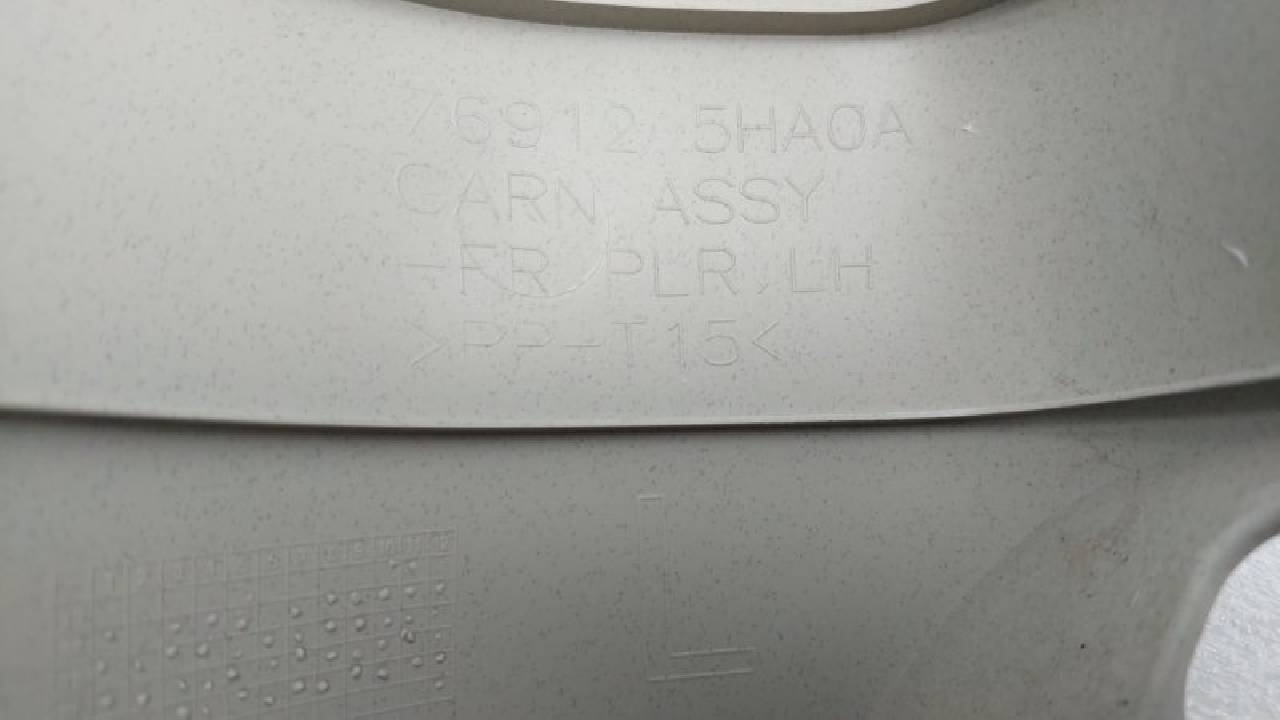 76912 5HA0A
GARN ASSY
-FR PLR, LH
>PP-T15<
L